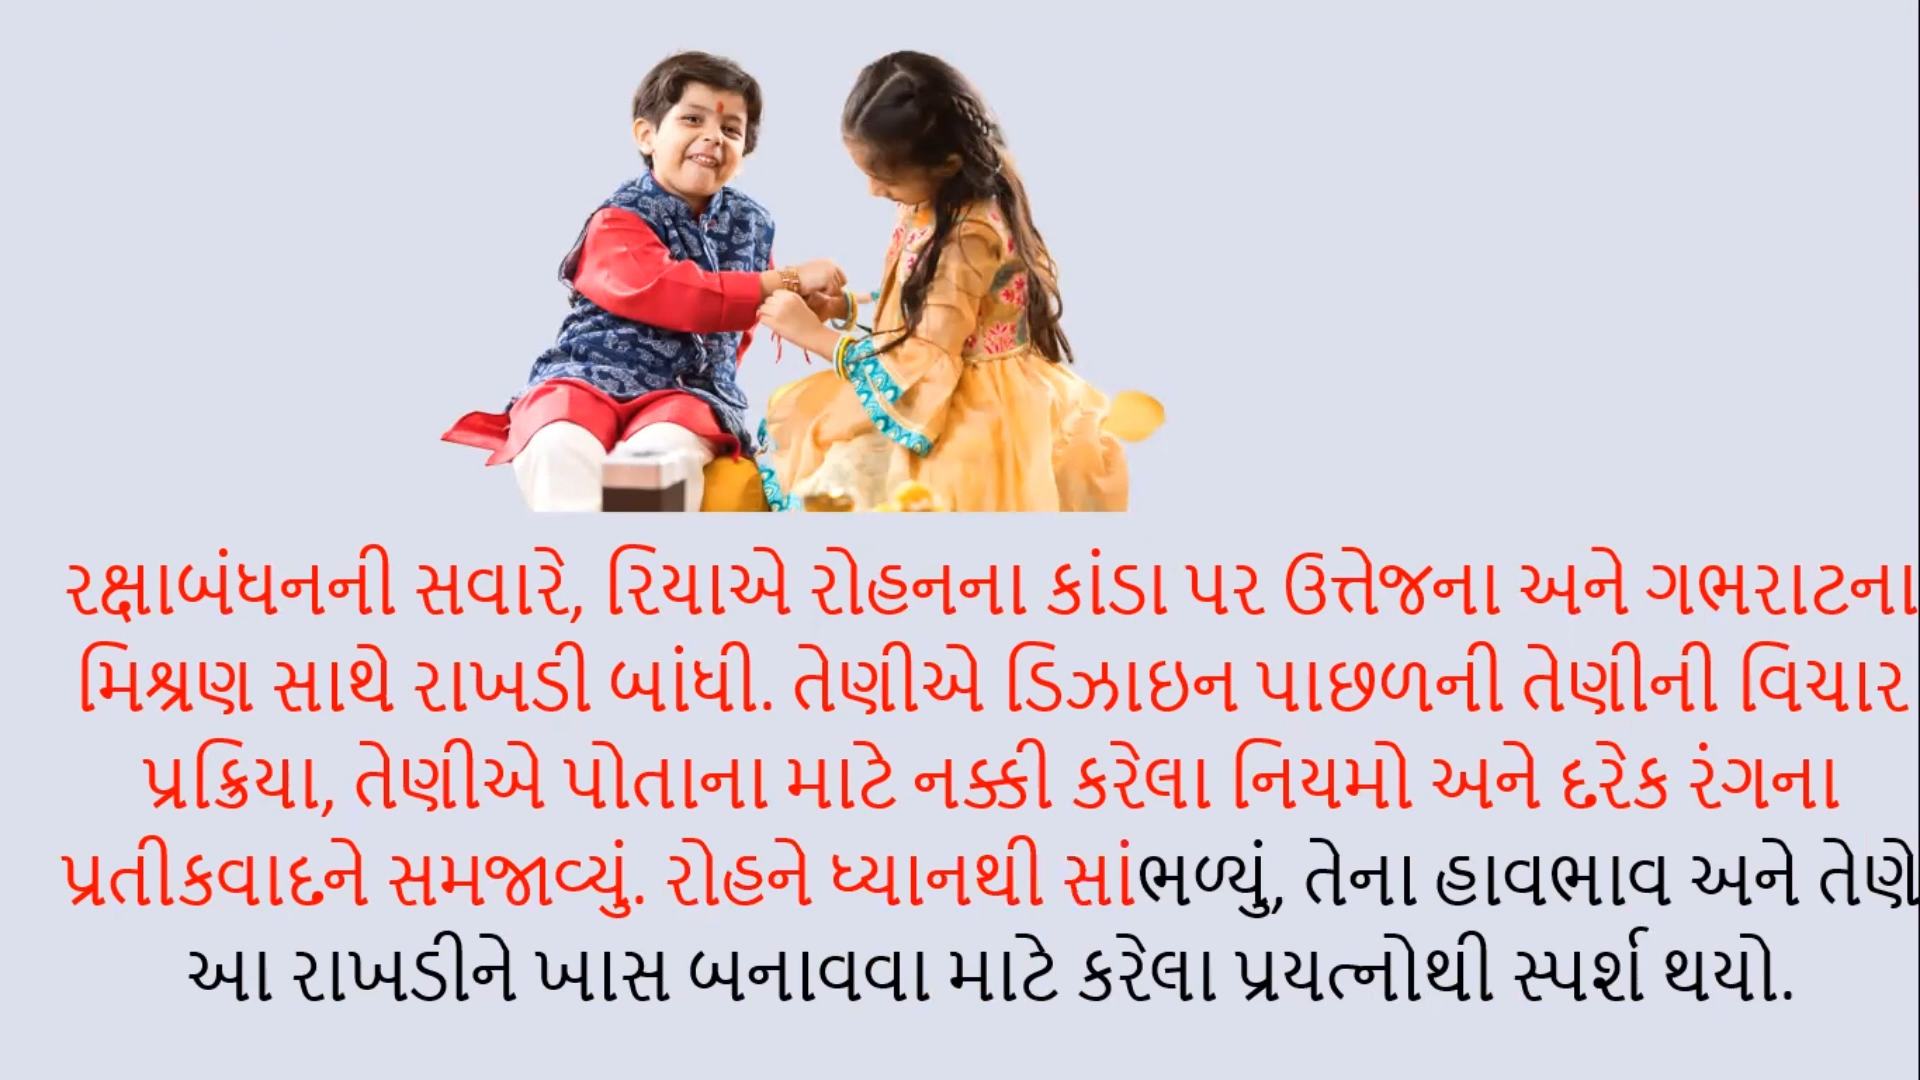 રક્ષાબંધનની સવારે, રિયાએ રોહનના કાંડા પર ઉત્તેજના અને ગભરાટના
મિશ્રણ સાથે રાખડી બાંધી. તેણીએ ડિઝાઇન પાછળની તેણીની વિચાર
પ્રક્રિયા, તેણીએ પોતાના માટે નક્કી કરેલા નિયમો અને દરેક રંગના
પ્રતીકવાદને સમજાવ્યું. રોહને ધ્યાનથી સાંભળ્યું, તેના હાવભાવ અને તેણે
આ રાખડીને ખાસ બનાવવા માટે કરેલા પ્રયત્નોથી સ્પર્શ થયો.